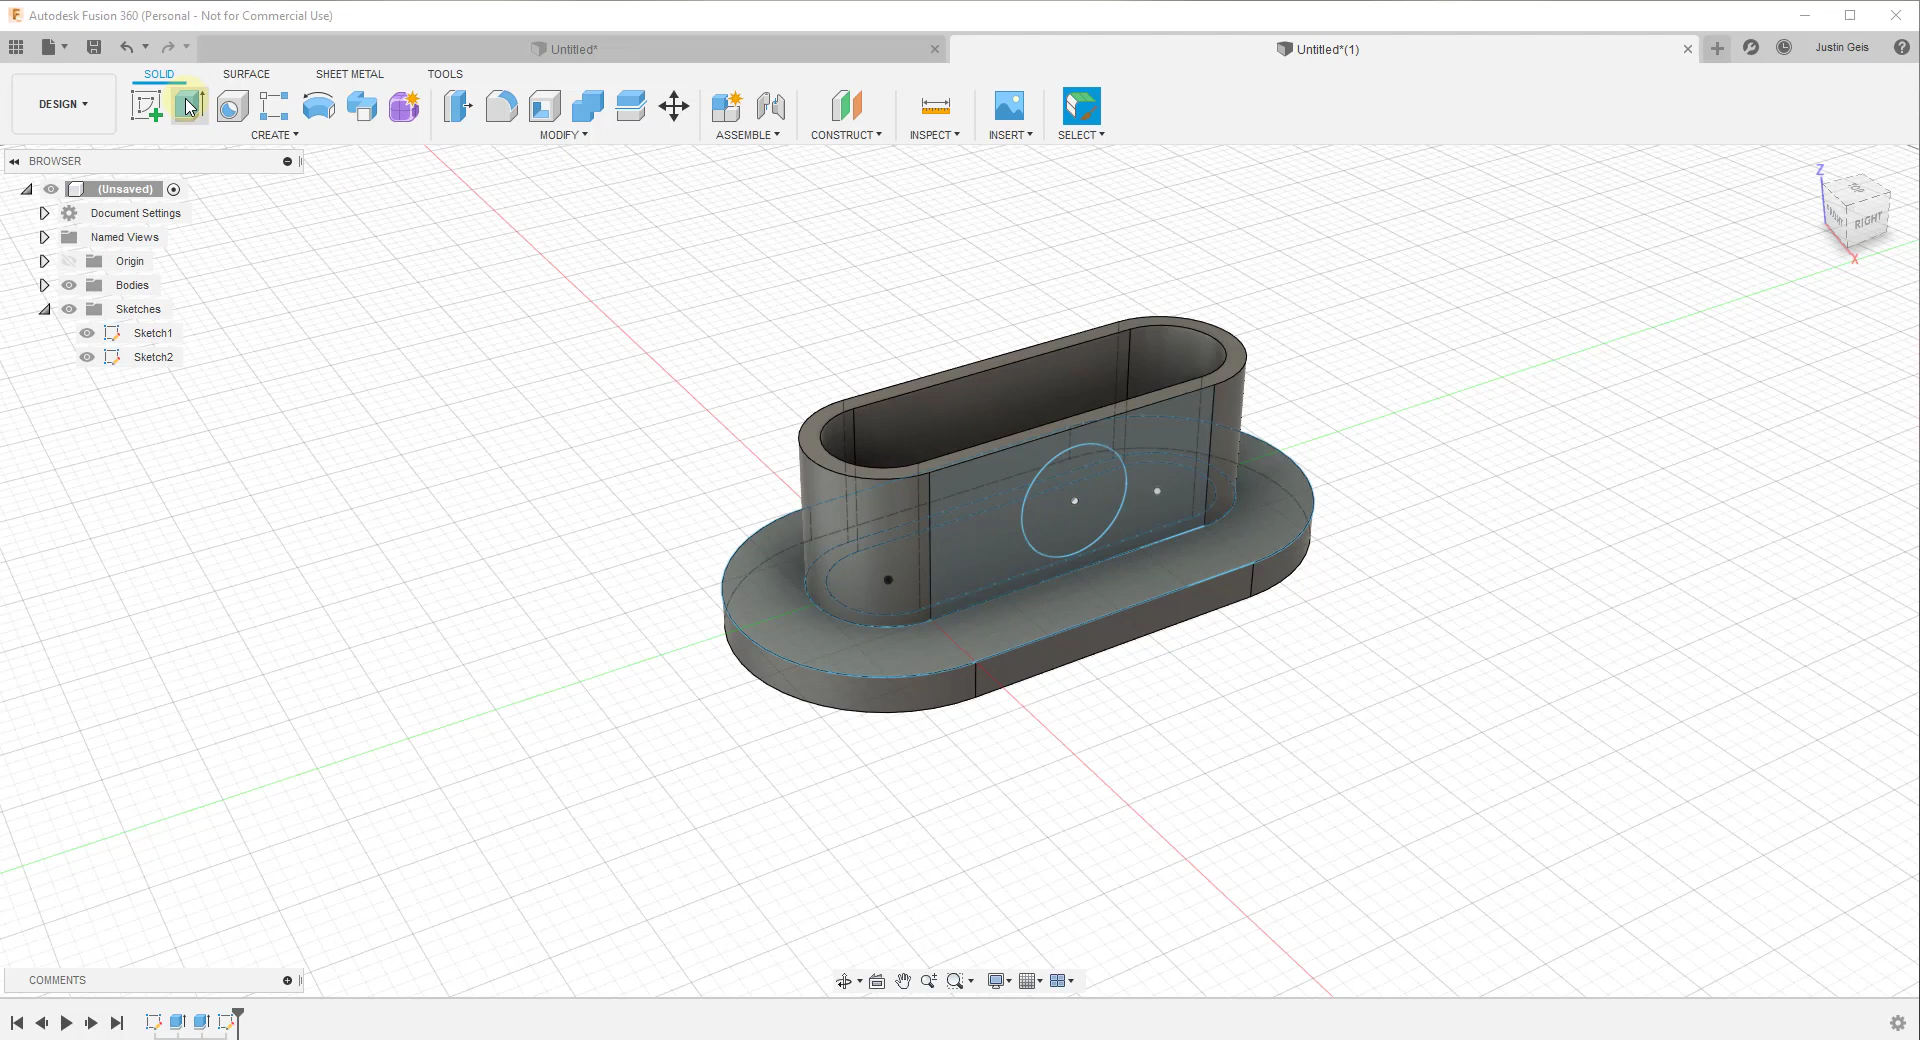 Autodesk Fusion 360 (Personal - Not for Commercial Use)
Untitled*
Untitled*(1)
Justin Geis
SOLID
SURFACE
SHEET METAL
TOOLS
DESIGN
CREATE
MODIFY
ASSEMBLE
CONSTRUCT
INSPECT
INSERT
SELECT
BROWSER
(Unsaved)
Document Settings
Named Views
Origin
Bodies
Sketches
Sketch1
Sketch2
Z
TOP
FRONT
RIGHT
X
COMMENTS